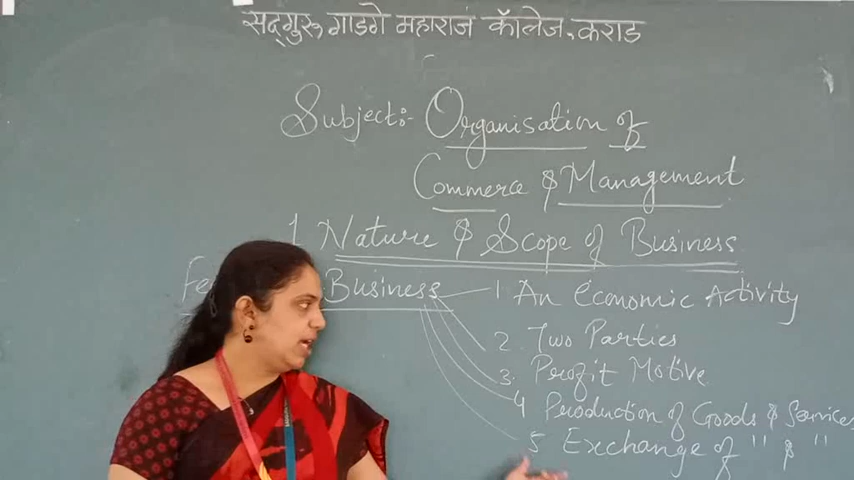 सद्गुरु गाडगे महाराज कॉलेज, कराड
Subject:- Organisation of
Commerce & Management
1 Nature & Scope of Business
Business
1 An Economic Activity
2. Two Parties
3. Profit Motive
4 Production of Goods & Services
5 Exchange of " & "